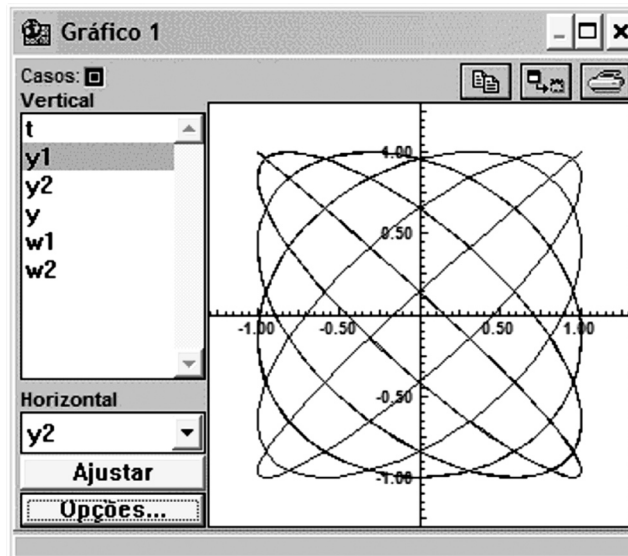 Gráfico 1
Casos:
Vertical
t
y1
y2
y
w1
w2
Horizontal
y2
Ajustar
Opções...
1.00
0.50
-1.00 -0.50 0.50 1.00
-0.50
-1.00